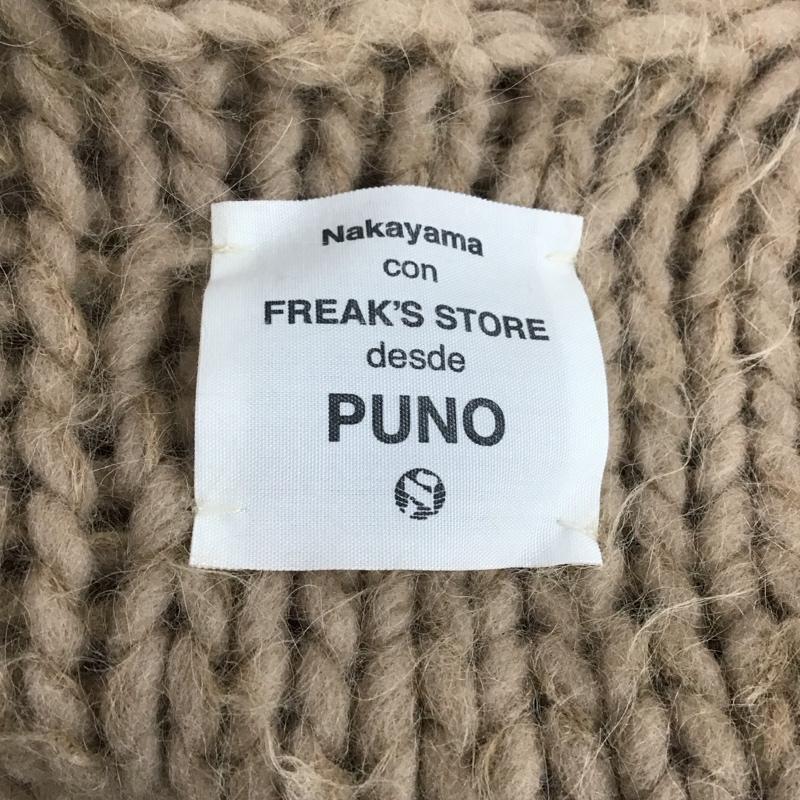 Nakayama
con
FREAK'S STORE
desde
PUNO